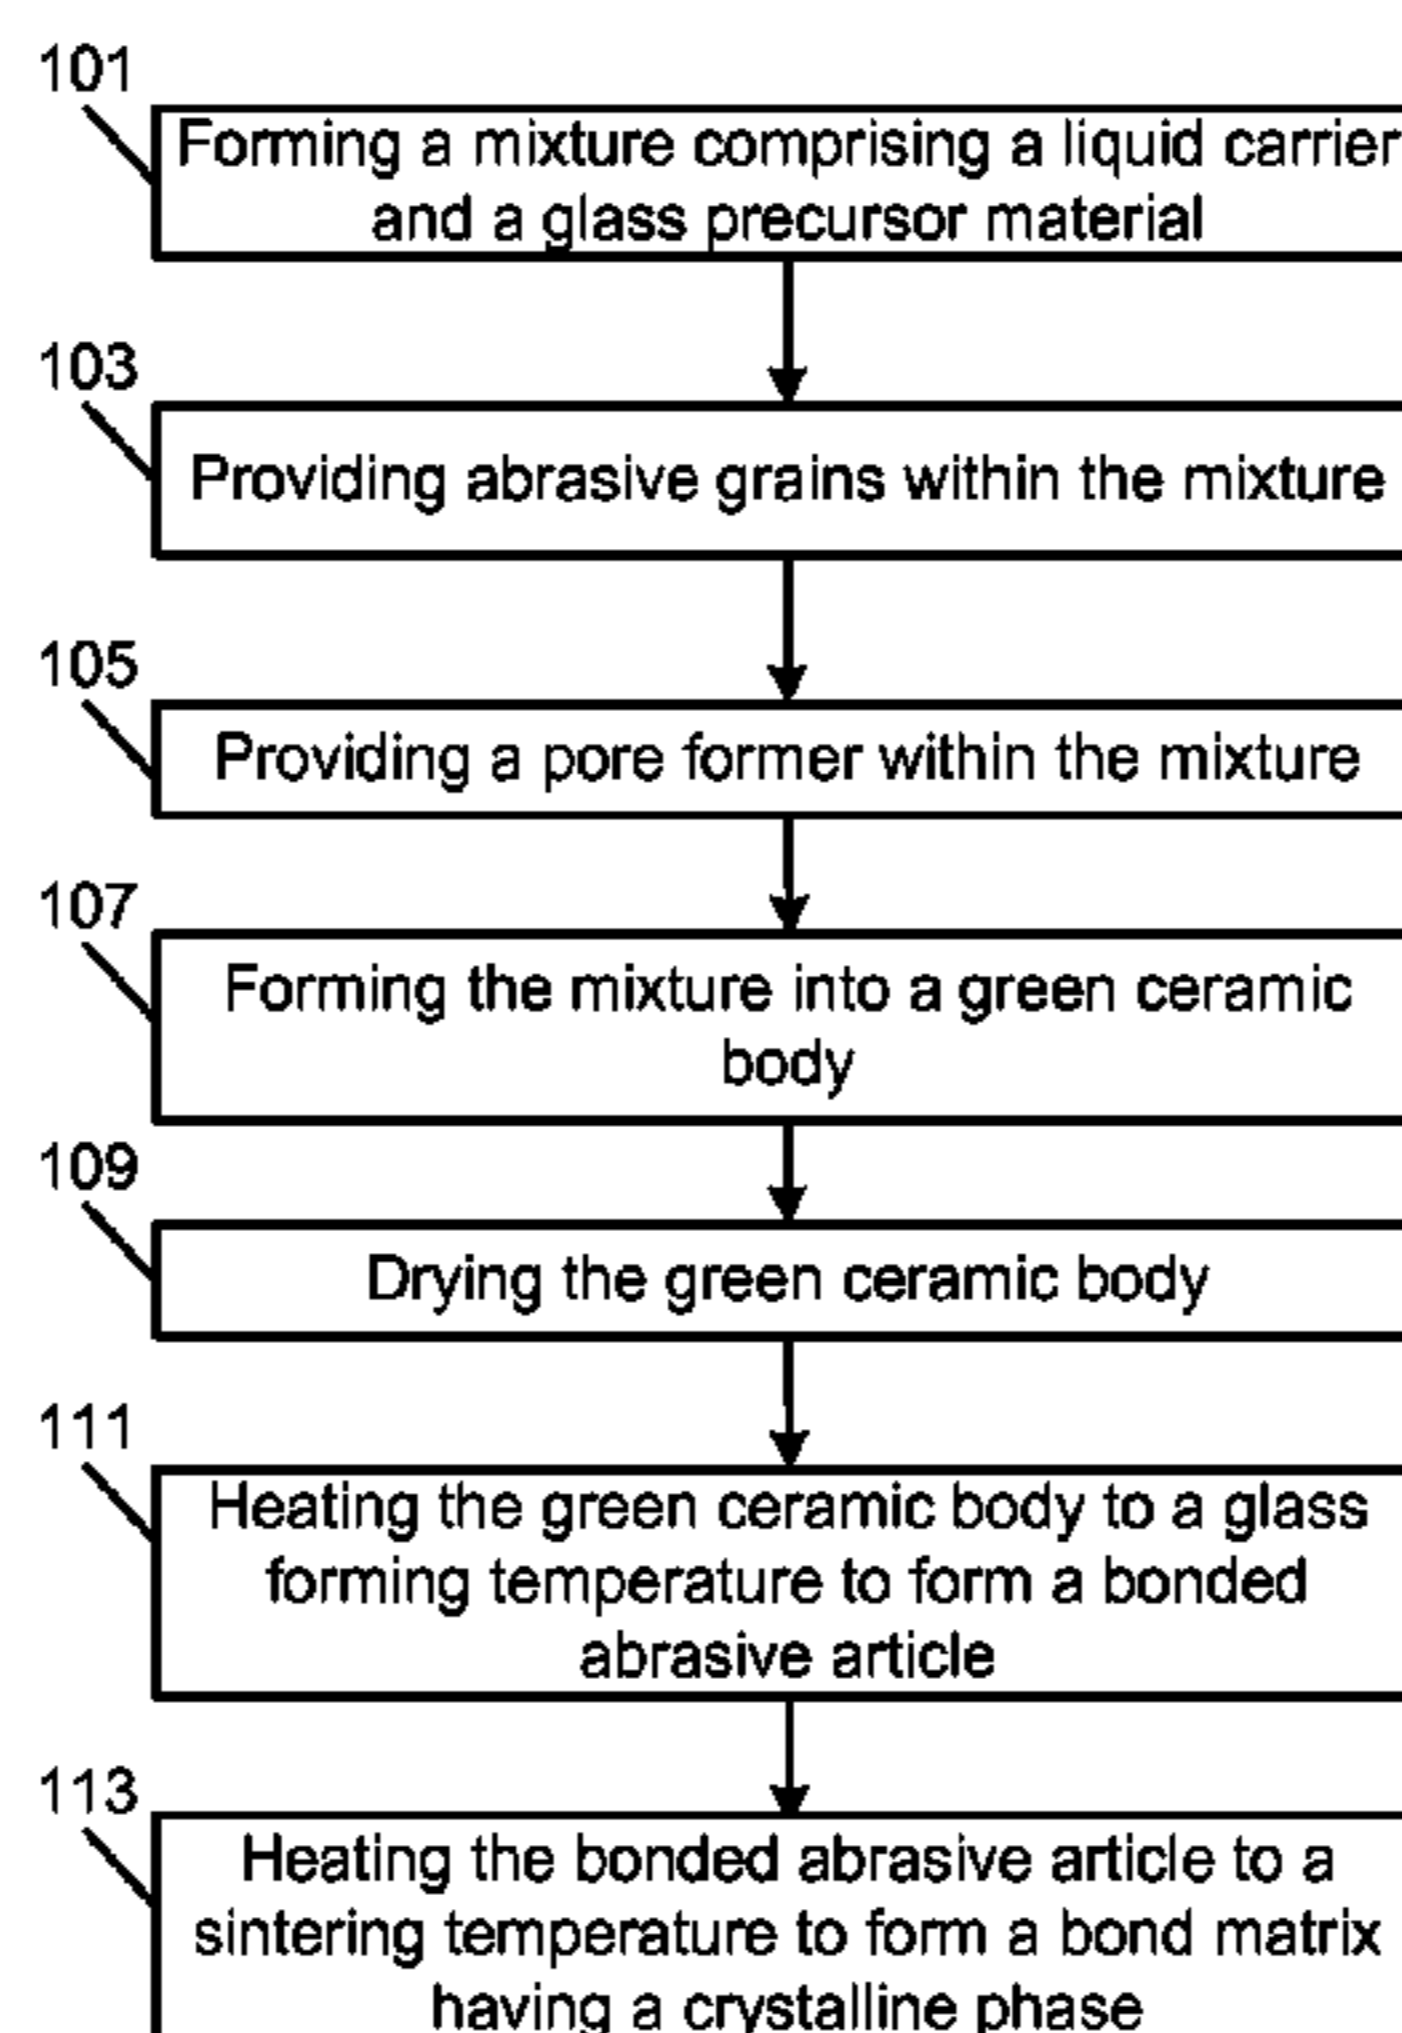 101
Forming a mixture comprising a liquid carrier
and a glass precursor material
103
Providing abrasive grains within the mixture
105
Providing a pore former within the mixture
107
Forming the mixture into a green ceramic
body
109
Drying the green ceramic body
111
Heating the green ceramic body to a glass
forming temperature to form a bonded
abrasive article
113
Heating the bonded abrasive article to a
sintering temperature to form a bond matrix
having a crystalline phase